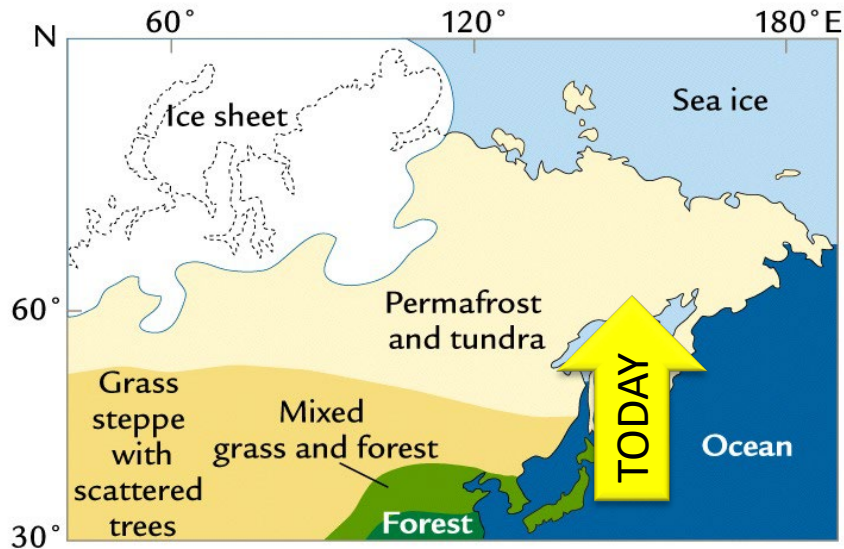 N 60° 120° 180° E
Ice sheet
Sea ice
60°
Permafrost
and tundra
Grass
steppe
with
scattered
trees
Mixed
grass and forest
TODAY
Ocean
Forest
30°